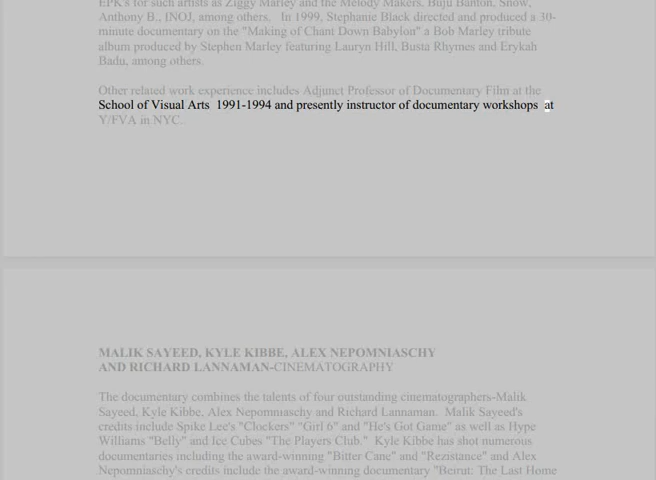 EPK's for such artists as Ziggy Marley and the Melody Makers, Buju Banton, Snow,
Anthony B., INOJ, among others.   In 1999, Stephanie Black directed and produced a 30-
minute documentary on the "Making of Chant Down Babylon" a Bob Marley tribute
album produced by Stephen Marley featuring Lauryn Hill, Busta Rhymes and Erykah
Badu, among others.
Other related work experience includes Adjunct Professor of Documentary Film at the
School of Visual Arts  1991-1994 and presently instructor of documentary workshops  at
Y/FVA in NYC.
MALIK SAYEED, KYLE KIBBE, ALEX NEPOMNIASCHY
AND RICHARD LANNAMAN-CINEMATOGRAPHY
The documentary combines the talents of four outstanding cinematographers-Malik
Sayeed, Kyle Kibbe, Alex Nepomniaschy and Richard Lannaman.  Malik Sayeed's
credits include Spike Lee's "Clockers" "Girl 6" and "He's Got Game" as well as Hype
Williams "Belly" and Ice Cubes "The Players Club."  Kyle Kibbe has shot numerous
documentaries including the award-winning "Bitter Cane" and "Rezistance" and Alex
Nepomniaschy's credits include the award-winning documentary "Beirut: The Last Home